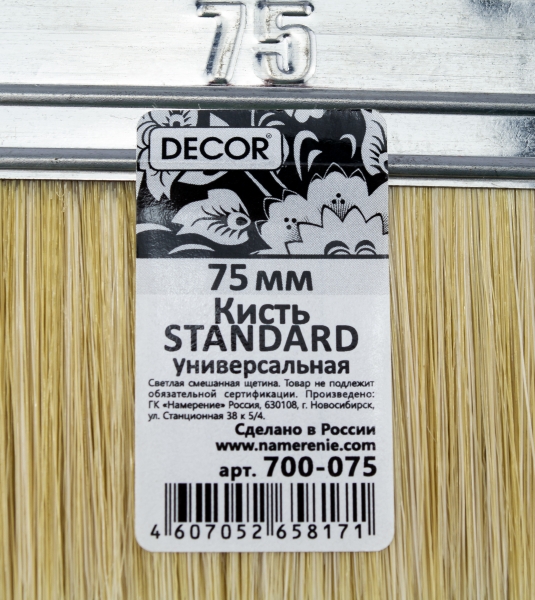 75
DECOR®
75 мм
Кисть
STANDARD
Универсальная
Светлая смешанная щетина. Товар не подлежит
обязательной сертификации. Произведено:
ГК «Намерение» Россия, 630108, г. Новосибирск,
ул. Станционная 38 к 5/4.
Сделано в России
www.namerenie.com
арт. 700-075
4 607052 658171